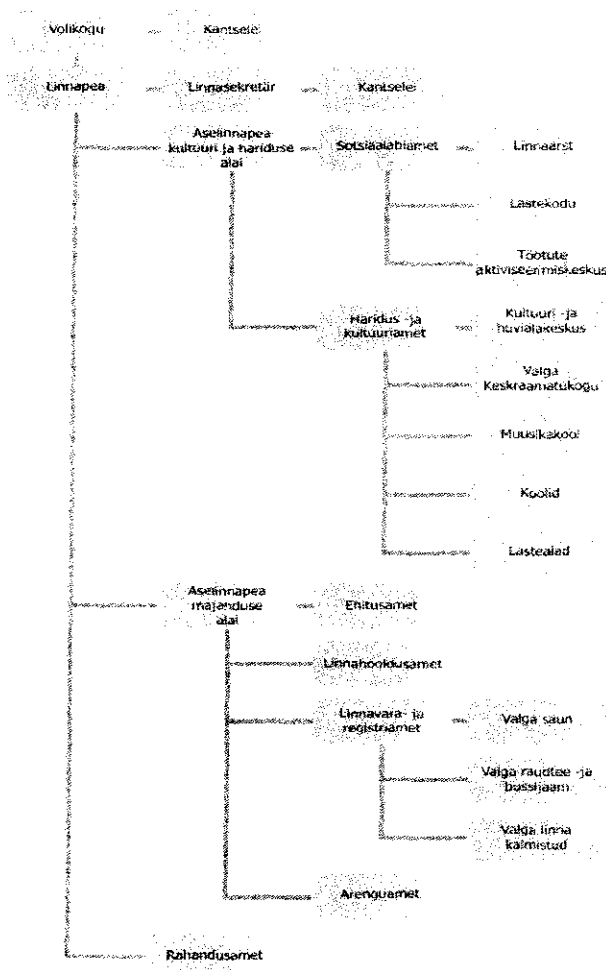 Volikogu
Kantselei
Linnapea
Linnasekretär
Kantselei
Aselinnapea
kultuuri ja hariduse
alal
Sotsiaalabiamet
Linnaarst
Lastekodu
Töötute
aktiviseerimiskeskus
Haridus -ja
kultuuriamet
Kultuuri -ja
huvialakeskus
Valga
Keskraamatukogu
Muusikakool
Koolid
Lasteaiad
Aselinnapea
majanduse
alal
Ehitusamet
Linnahooldusamet
Linnavara- ja
registriamet
Valga saun
Valga raudtee -ja
bussijaam
Valga linna
kalmistud
Arenguamet
Rahandusamet